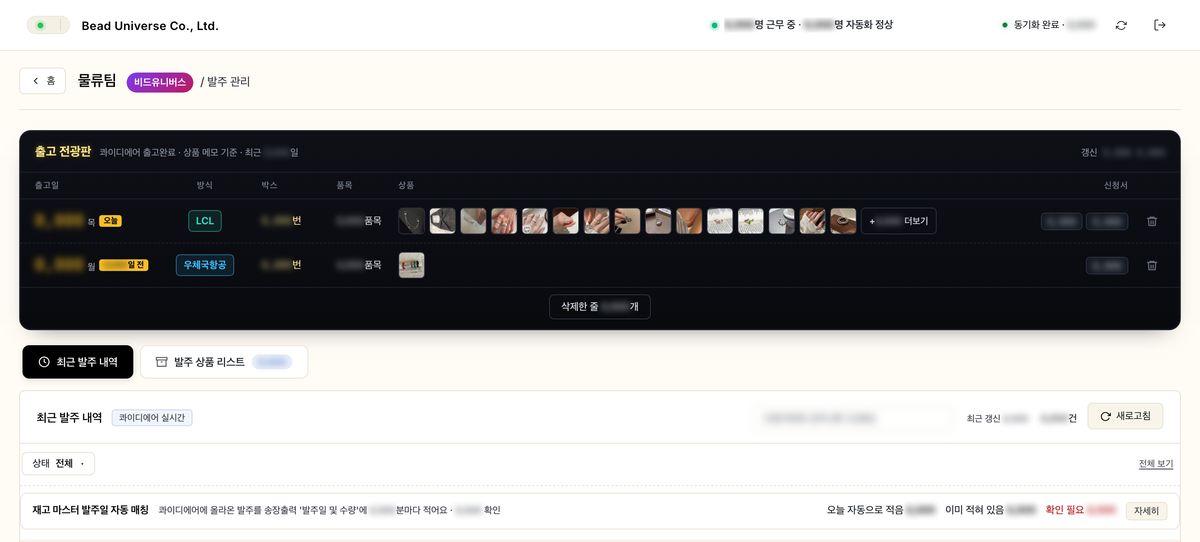 Bead Universe Co., Ltd.
명 근무 중 · 명 자동화 정상
동기화 완료 ·
홈
물류팀
비드유니버스
/ 발주 관리
출고 전광판
콰이디에어 출고완료 · 상품 메모 기준 · 최근 일
갱신
출고일 방식 박스 품목 상품 신청서
목 오늘 LCL 번 품목 + 더보기
월 일 전 우체국항공 번 품목
삭제한 줄 개
최근 발주 내역
발주 상품 리스트
최근 발주 내역
콰이디에어 실시간
최근 갱신 건
새로고침
상태 전체 ·
전체 보기
재고 마스터 발주일 자동 매칭
콰이디에어에 올라온 발주를 송장출력 '발주일 및 수량'에 분마다 적어요 · 확인
오늘 자동으로 적음 이미 적혀 있음 확인 필요
자세히